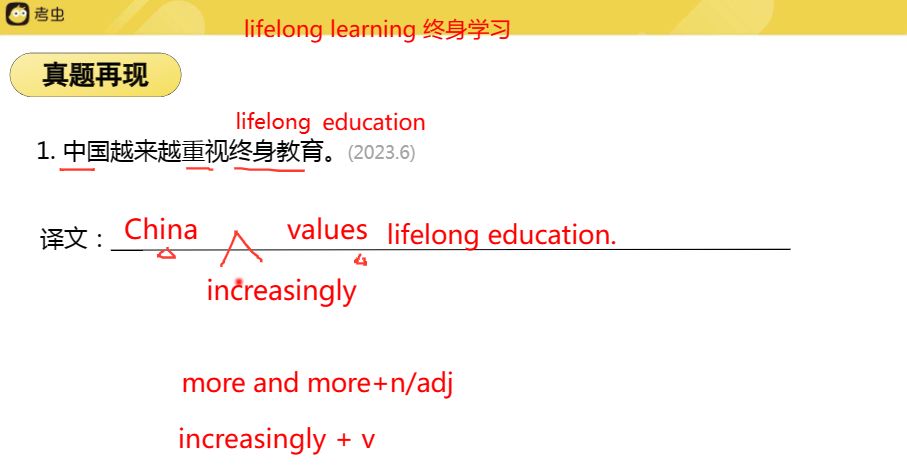 考虫
lifelong learning 终身学习
真题再现
lifelong education
1. 中国越来越重视终身教育。(2023.6)
译文：China values lifelong education.
increasingly
more and more+n/adj
increasingly + v